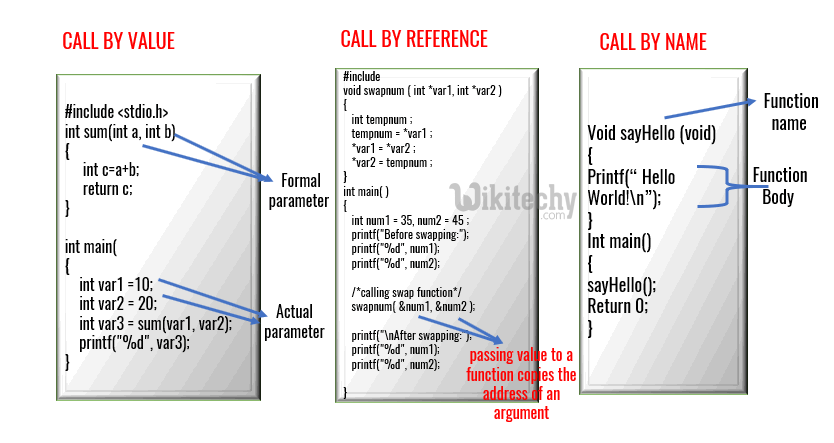 CALL BY VALUE
#include <stdio.h>
int sum(int a, int b)
{
int c=a+b;
return c;
}
int main(
{
int var1 =10;
int var2 = 20;
int var3 = sum(var1, var2);
printf("%d", var3);
}
Formal
parameter
Actual
parameter
CALL BY REFERENCE
#include
void swapnum ( int *var1, int *var2 )
{
int tempnum ;
tempnum = *var1 ;
*var1 = *var2 ;
*var2 = tempnum ;
}
int main( )
{
int num1 = 35, num2 = 45 ;
printf("Before swapping:");
printf("%d", num1);
printf("%d", num2);
/*calling swap function*/
swapnum( &num1, &num2 );
printf("\nAfter swapping:");
printf("%d", num1);
printf("%d", num2);
}
passing value to a
function copies the
address of an
argument
Wikitechy
.com
CALL BY NAME
Void sayHello (void)
{
Printf(“ Hello
World!\n”);
}
Int main()
{
sayHello();
Return 0;
}
Function
name
Function
Body